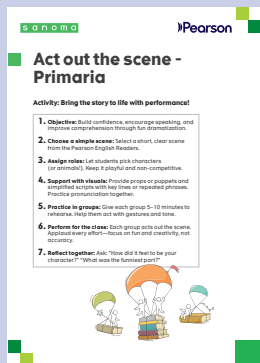 sanoma
Pearson
Act out the scene -
Primaria
Activity: Bring the story to life with performance!
1. Objective: Build confidence, encourage speaking, and
improve comprehension through fun dramatization.
2. Choose a simple scene: Select a short, clear scene
from the Pearson English Readers.
3. Assign roles: Let students pick characters
(or animals!). Keep it playful and non-competitive.
4. Support with visuals: Provide props or puppets and
simplified scripts with key lines or repeated phrases.
Practice pronunciation together.
5. Practice in groups: Give each group 5-10 minutes to
rehearse. Help them act with gestures and tone.
6. Perform for the class: Each group acts out the scene.
Applaud every effort—focus on fun and creativity, not
accuracy.
7. Reflect together: Ask: "How did it feel to be your
character?" "What was the funniest part?"